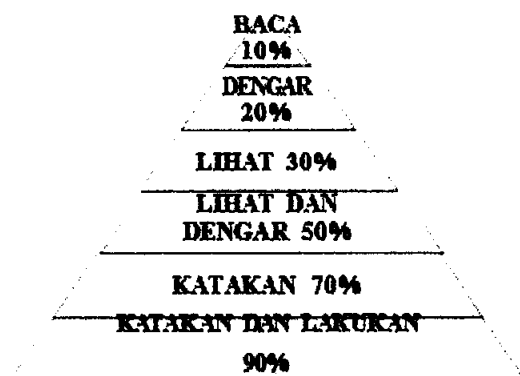 BACA
10%
DENGAR
20%
LIHAT 30%
LIHAT DAN
DENGAR 50%
KATAKAN 70%
KATAKAN DAN LAKUKAN
90%